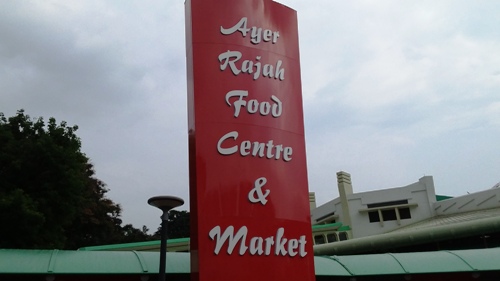 Ayer
Rajah
Food
Centre
&
Market